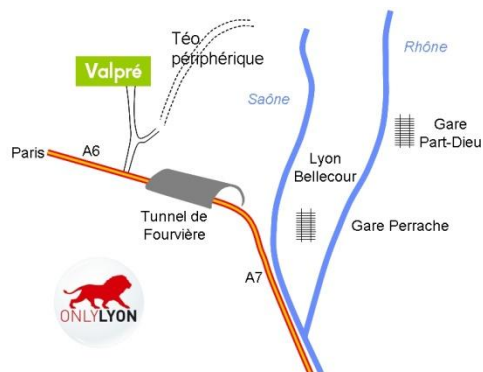 Téo
périphérique
Valpré
Saône
Rhône
Gare
Part-Dieu
Paris
A6
Lyon
Bellecour
Tunnel de
Fourvière
Gare Perrache
A7
ONLYLYON